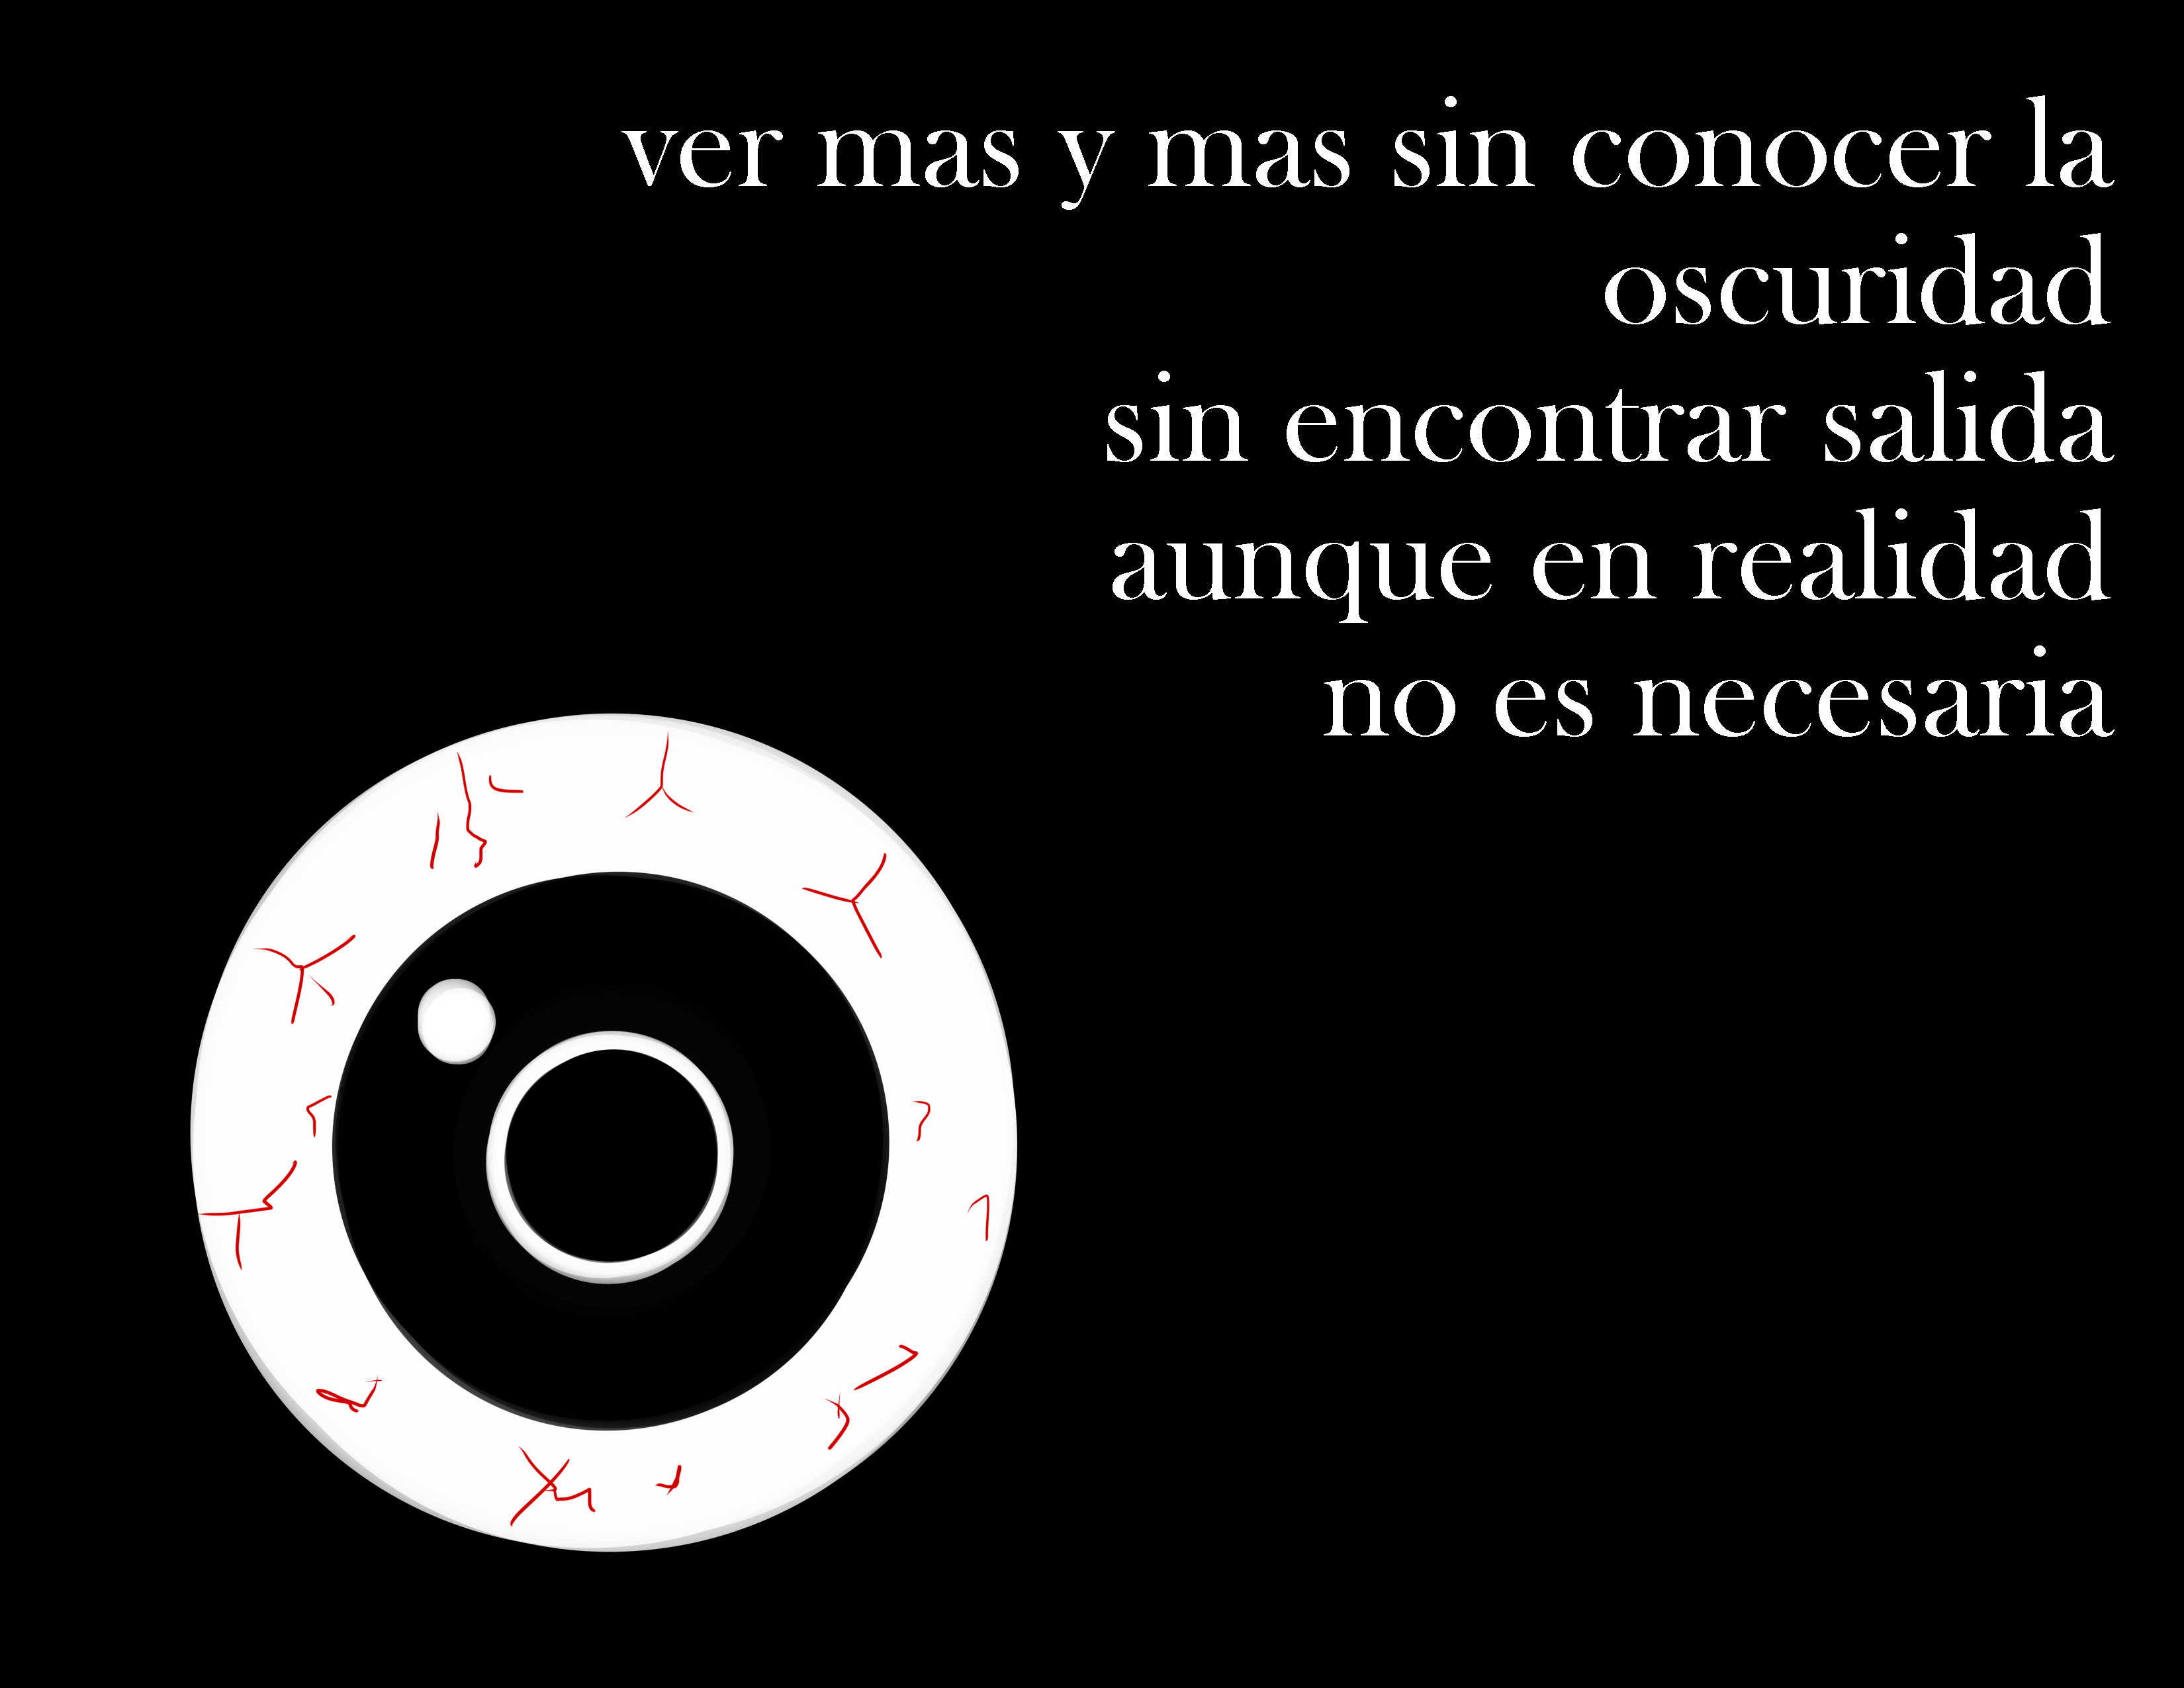 ver mas y mas sin conocer la
oscuridad
sin encontrar salida
aunque en realidad
no es necesaria